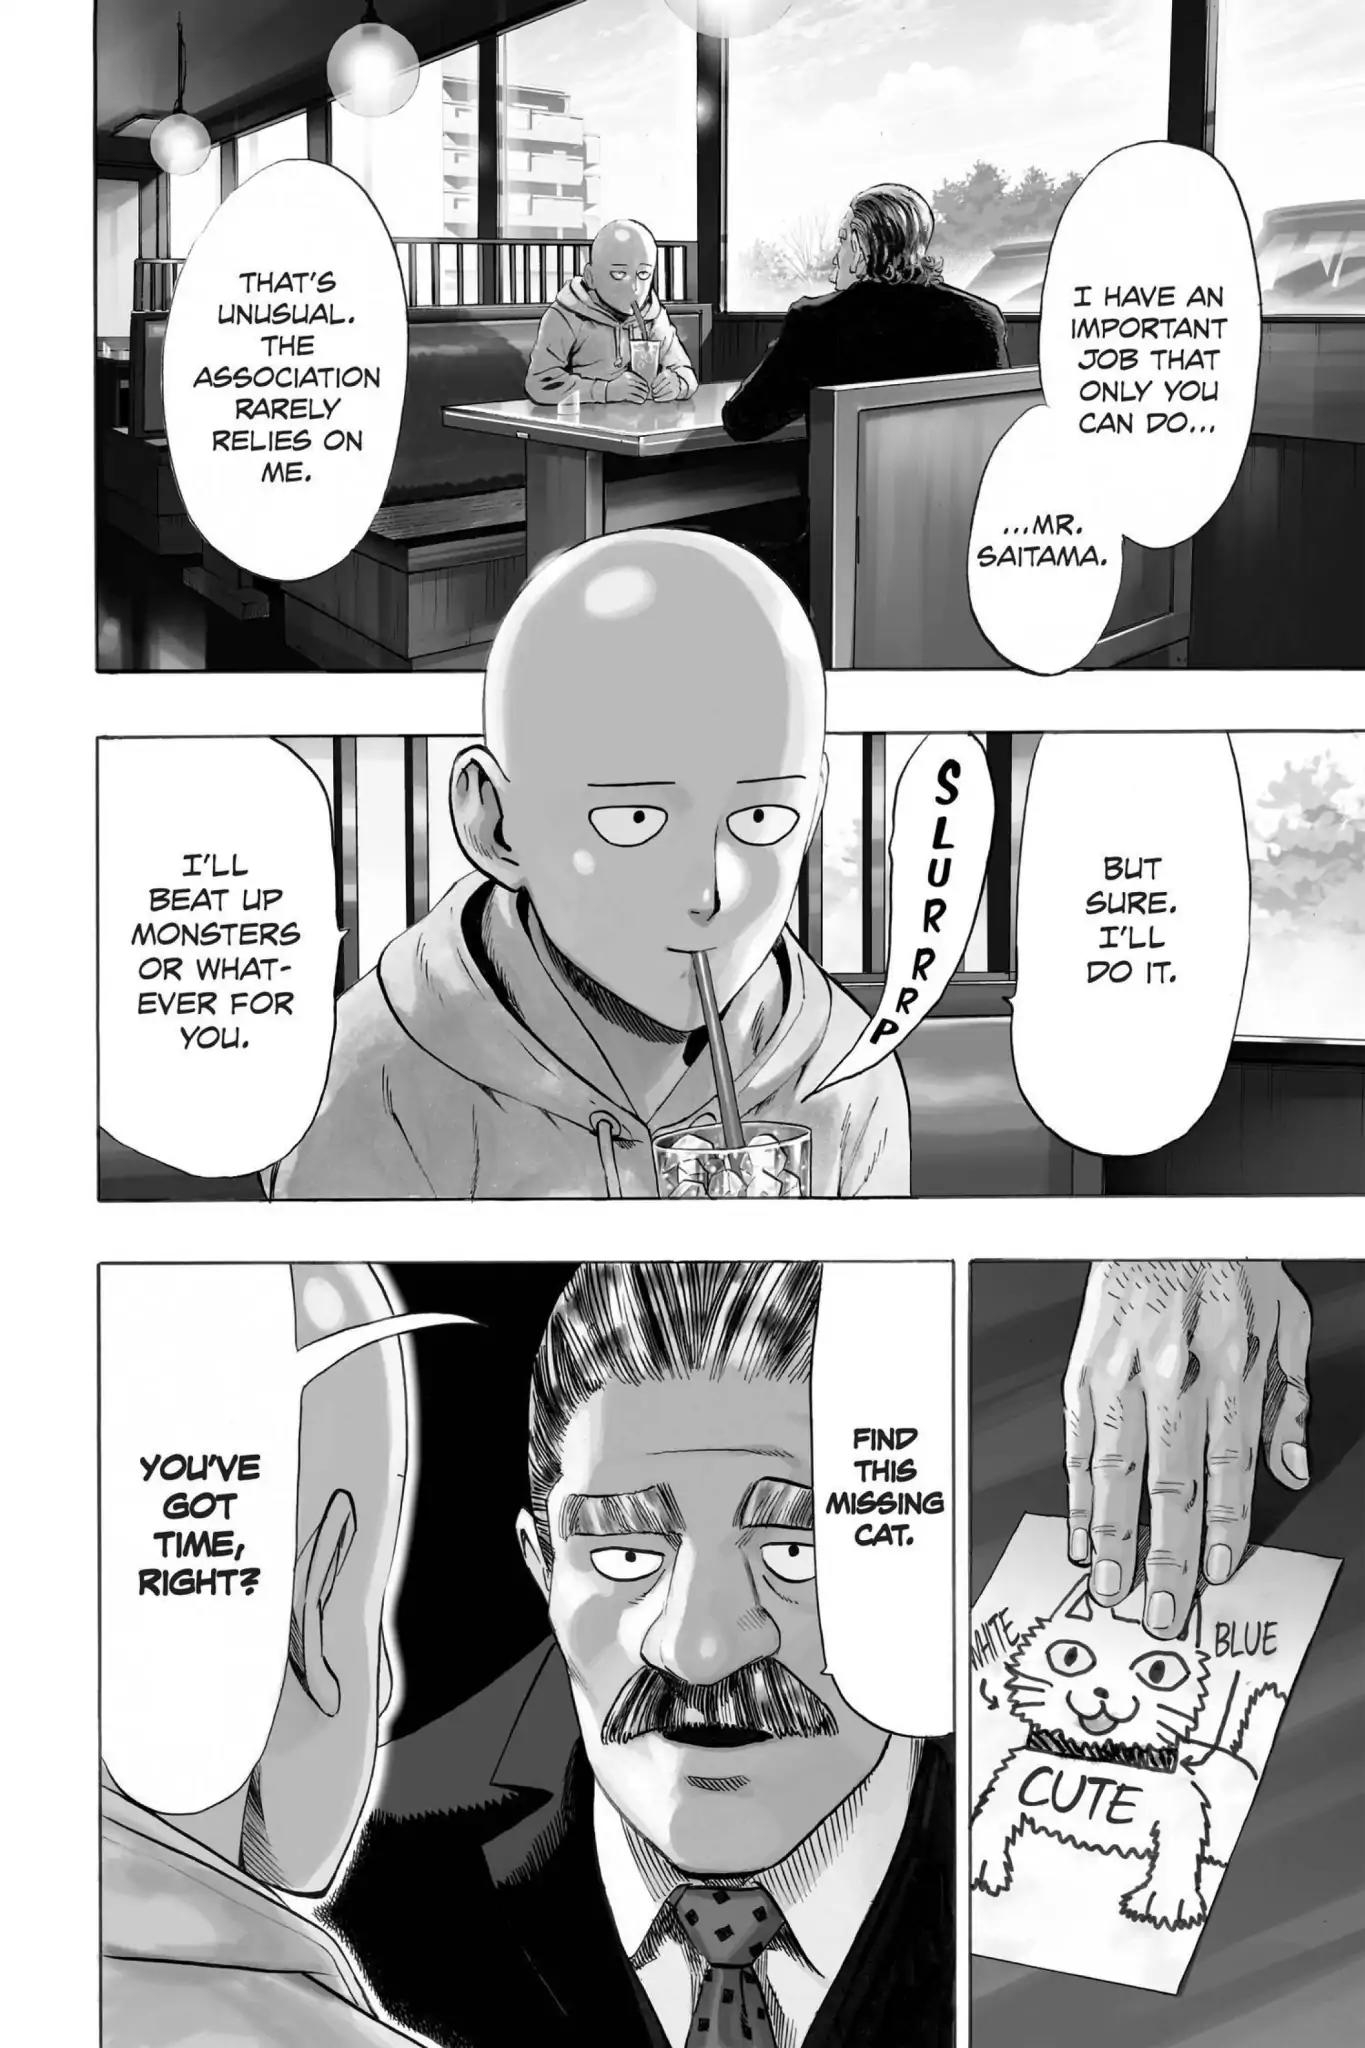 I HAVE AN
IMPORTANT
JOB THAT
ONLY YOU
CAN DO...
...MR.
SAITAMA.
THAT'S
UNUSUAL.
THE
ASSOCIATION
RARELY
RELIES ON
ME.
BUT
SURE.
I'LL
DO IT.
SLURRRP
I'LL
BEAT UP
MONSTERS
OR WHAT-
EVER FOR
YOU.
WHITE
BLUE
CUTE
FIND
THIS
MISSING
CAT.
YOU'VE
GOT
TIME,
RIGHT?